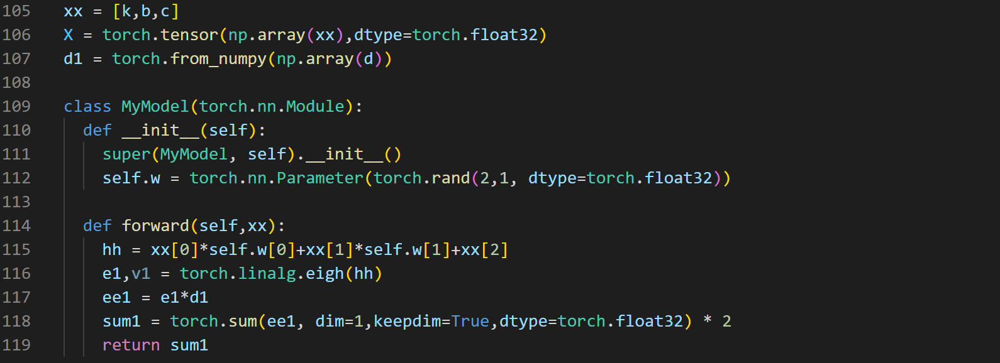 105 xx = [k,b,c]
106 X = torch.tensor(np.array(xx),dtype=torch.float32)
107 d1 = torch.from_numpy(np.array(d))
108
109 class MyModel(torch.nn.Module):
110 def __init__(self):
111 super(MyModel, self).__init__()
112 self.w = torch.nn.Parameter(torch.rand(2,1, dtype=torch.float32))
113
114 def forward(self,xx):
115 hh = xx[0]*self.w[0]+xx[1]*self.w[1]+xx[2]
116 e1,v1 = torch.linalg.eigh(hh)
117 ee1 = e1*d1
118 sum1 = torch.sum(ee1, dim=1,keepdim=True,dtype=torch.float32) * 2
119 return sum1